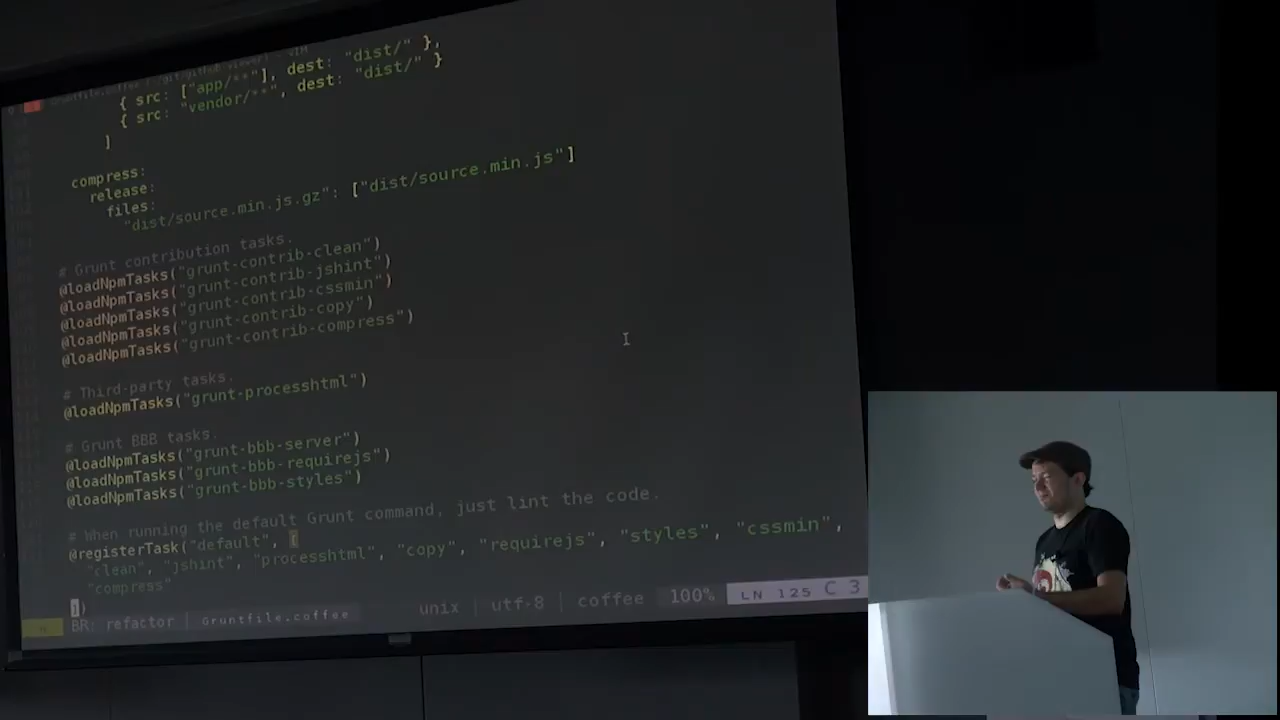 { src: ["app/**"], dest: "dist/" },
{ src: "vendor/**", dest: "dist/" }
]
compress:
release:
files:
"dist/source.min.js.gz": ["dist/source.min.js"]
# Grunt contribution tasks.
@loadNpmTasks("grunt-contrib-clean")
@loadNpmTasks("grunt-contrib-jshint")
@loadNpmTasks("grunt-contrib-cssmin")
@loadNpmTasks("grunt-contrib-copy")
@loadNpmTasks("grunt-contrib-compress")
# Third-party tasks.
@loadNpmTasks("grunt-processhtml")
# Grunt BBB tasks.
@loadNpmTasks("grunt-bbb-server")
@loadNpmTasks("grunt-bbb-requirejs")
@loadNpmTasks("grunt-bbb-styles")
# When running the default Grunt command, just lint the code.
@registerTask("default", [
"clean", "jshint", "processhtml", "copy", "requirejs", "styles", "cssmin",
"compress"
])
BR: refactor | Gruntfile.coffee unix | utf-8 | coffee 100% LN 125 C 3